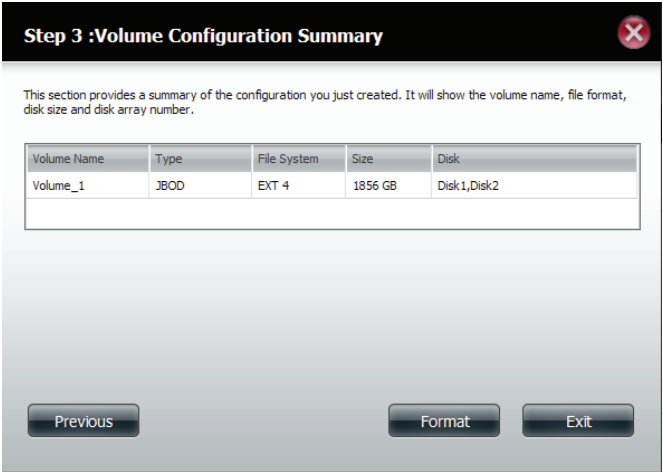 Step 3 :Volume Configuration Summary
This section provides a summary of the configuration you just created. It will show the volume name, file format,
disk size and disk array number.
Volume Name Type File System Size Disk
Volume_1 JBOD EXT 4 1856 GB Disk1,Disk2
Previous Format Exit